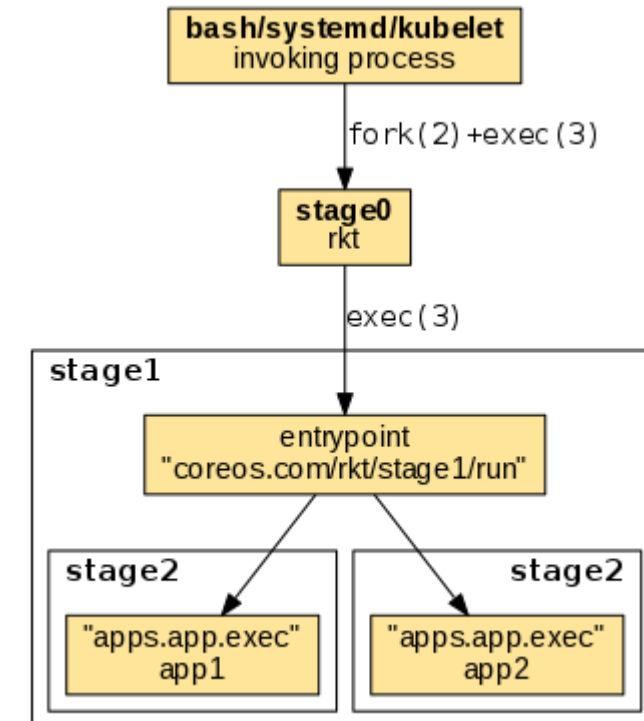 bash/systemd/kubelet
invoking process
fork(2)+exec(3)
stage0
rkt
exec(3)
stage1
entrypoint
"coreos.com/rkt/stage1/run"
stage2
"apps.app.exec"
app1
stage2
"apps.app.exec"
app2